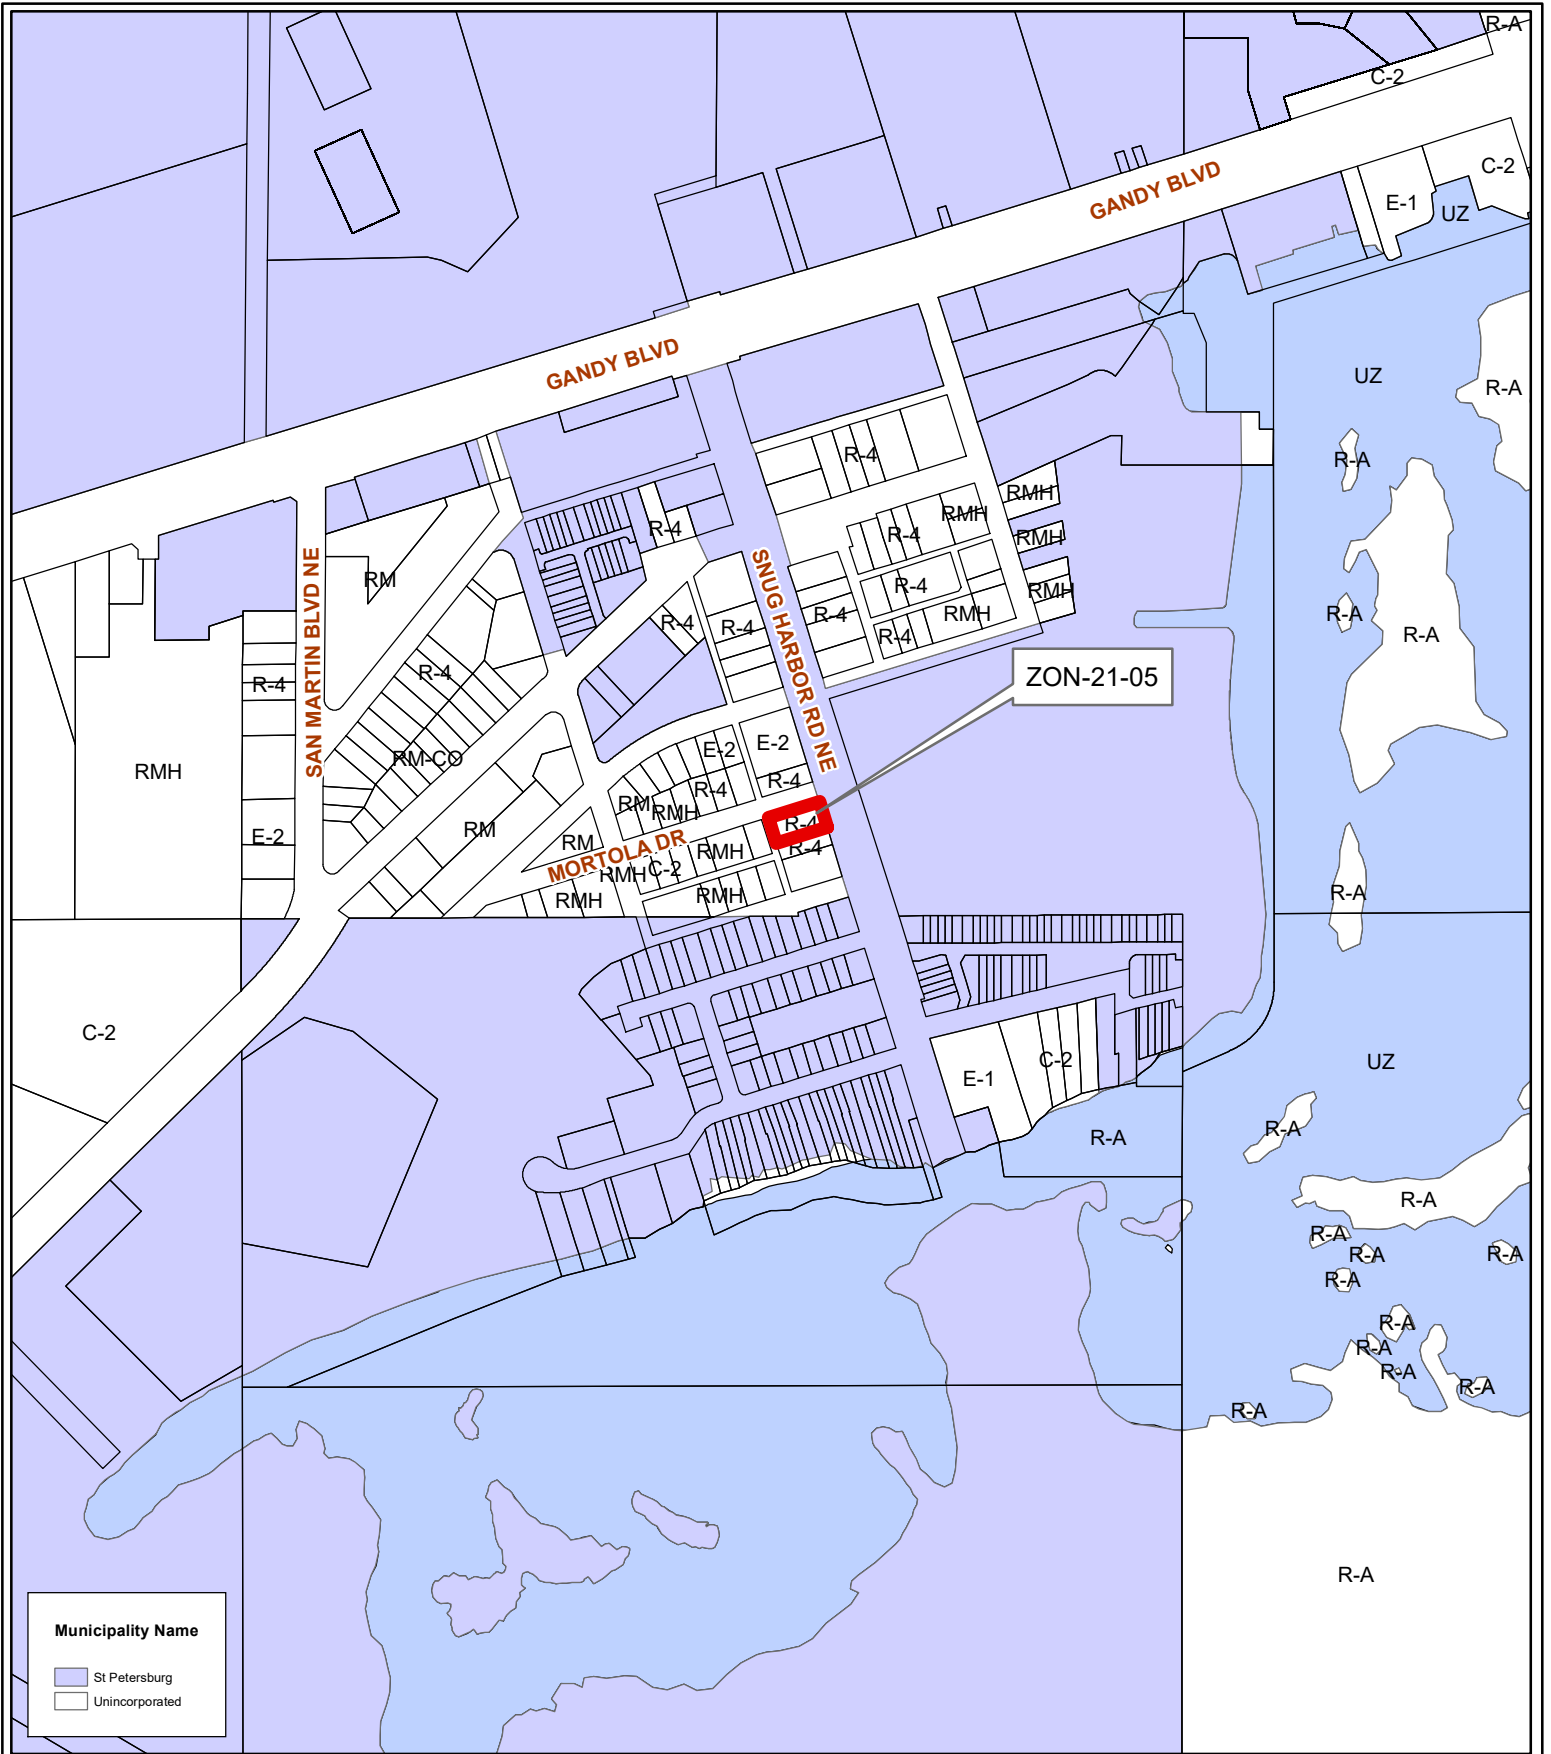 R-A
C-2
GANDY BLVD
C-2
E-1
UZ
GANDY BLVD
UZ
R-A
R-4
R-A
RMH
RMH
R-4
R-4
RMH
SAN MARTIN BLVD NE
RM
SNUG HARBOR RD NE
R-4
RMH
R-4
R-4
R-4
RMH
R-A
R-4
R-A
R-4
R-4
ZON-21-05
E-2
E-2
RM-CO
RMH
R-4
R-4
RM
RMH
R-4
RM
E-2
RM
MORTOLA DR
RMH
R-4
C-2
RMH
RMH
RMH
R-A
C-2
E-1
C-2
UZ
R-A
R-A
R-A
R-A
R-A
R-A
R-A
R-A
R-A
R-A
R-A
R-A
R-A
Municipality Name
St Petersburg
Unincorporated